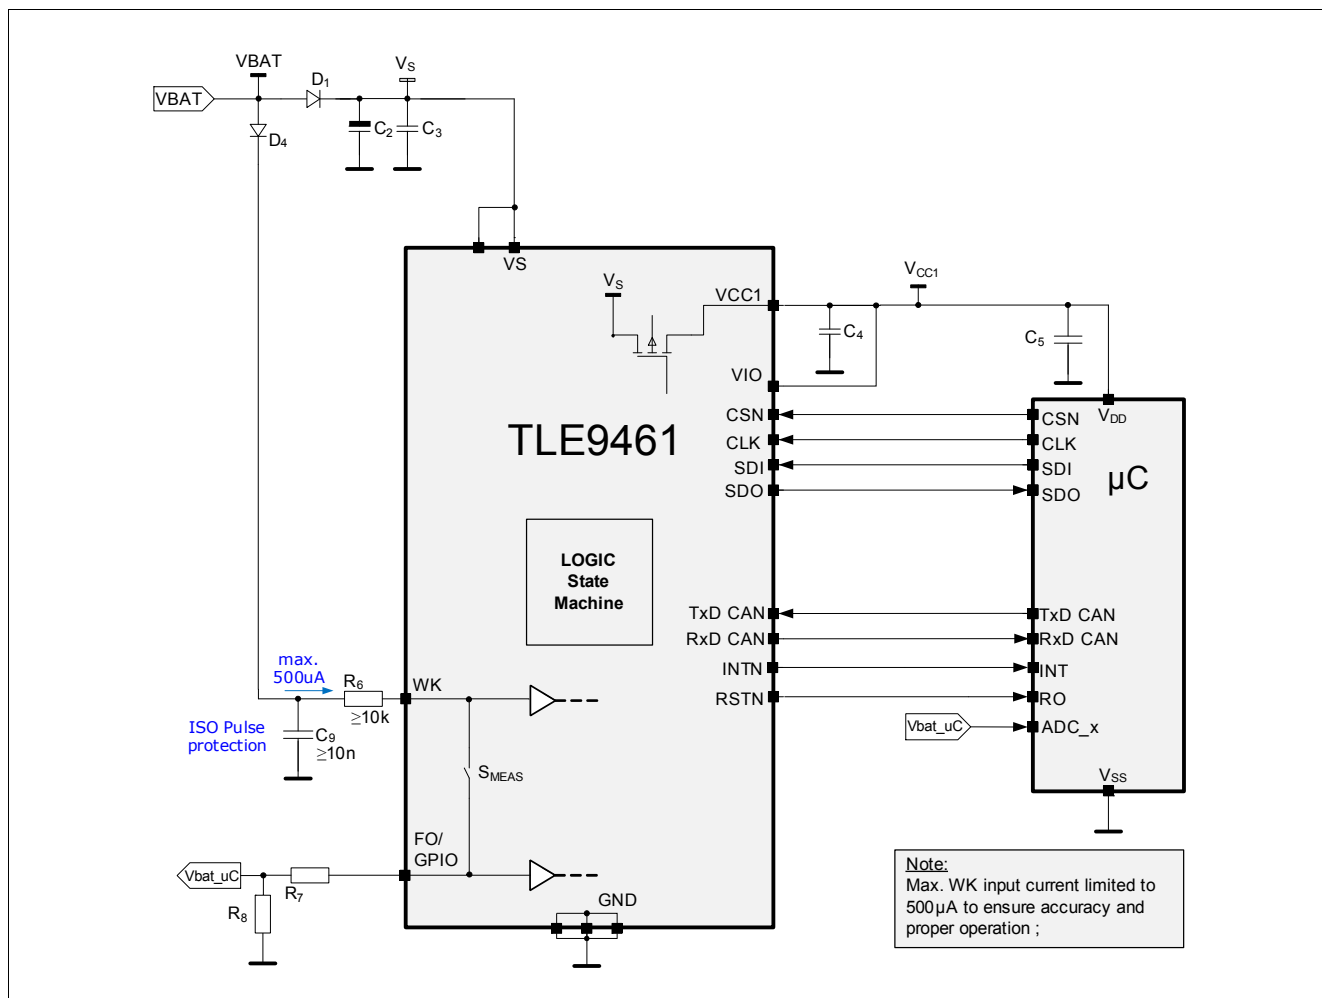 VBAT
VBAT
D1
VS
C2
C3
D4
VS
VS
VCC1
VCC1
C4
C5
VIO
CSN
CLK
SDI
SDO
TLE9461
VDD
CSN
CLK
SDI
SDO
µC
LOGIC
State
Machine
TxD CAN
RxD CAN
INTN
RSTN
TxD CAN
RxD CAN
INT
RO
ADC_x
Vbat_uC
VSS
max.
500uA
R6
≥10k
WK
ISO Pulse
protection
C9
≥10n
SMEAS
FO/
GPIO
Vbat_uC
R7
R8
GND
Note:
Max. WK input current limited to
500µA to ensure accuracy and
proper operation ;